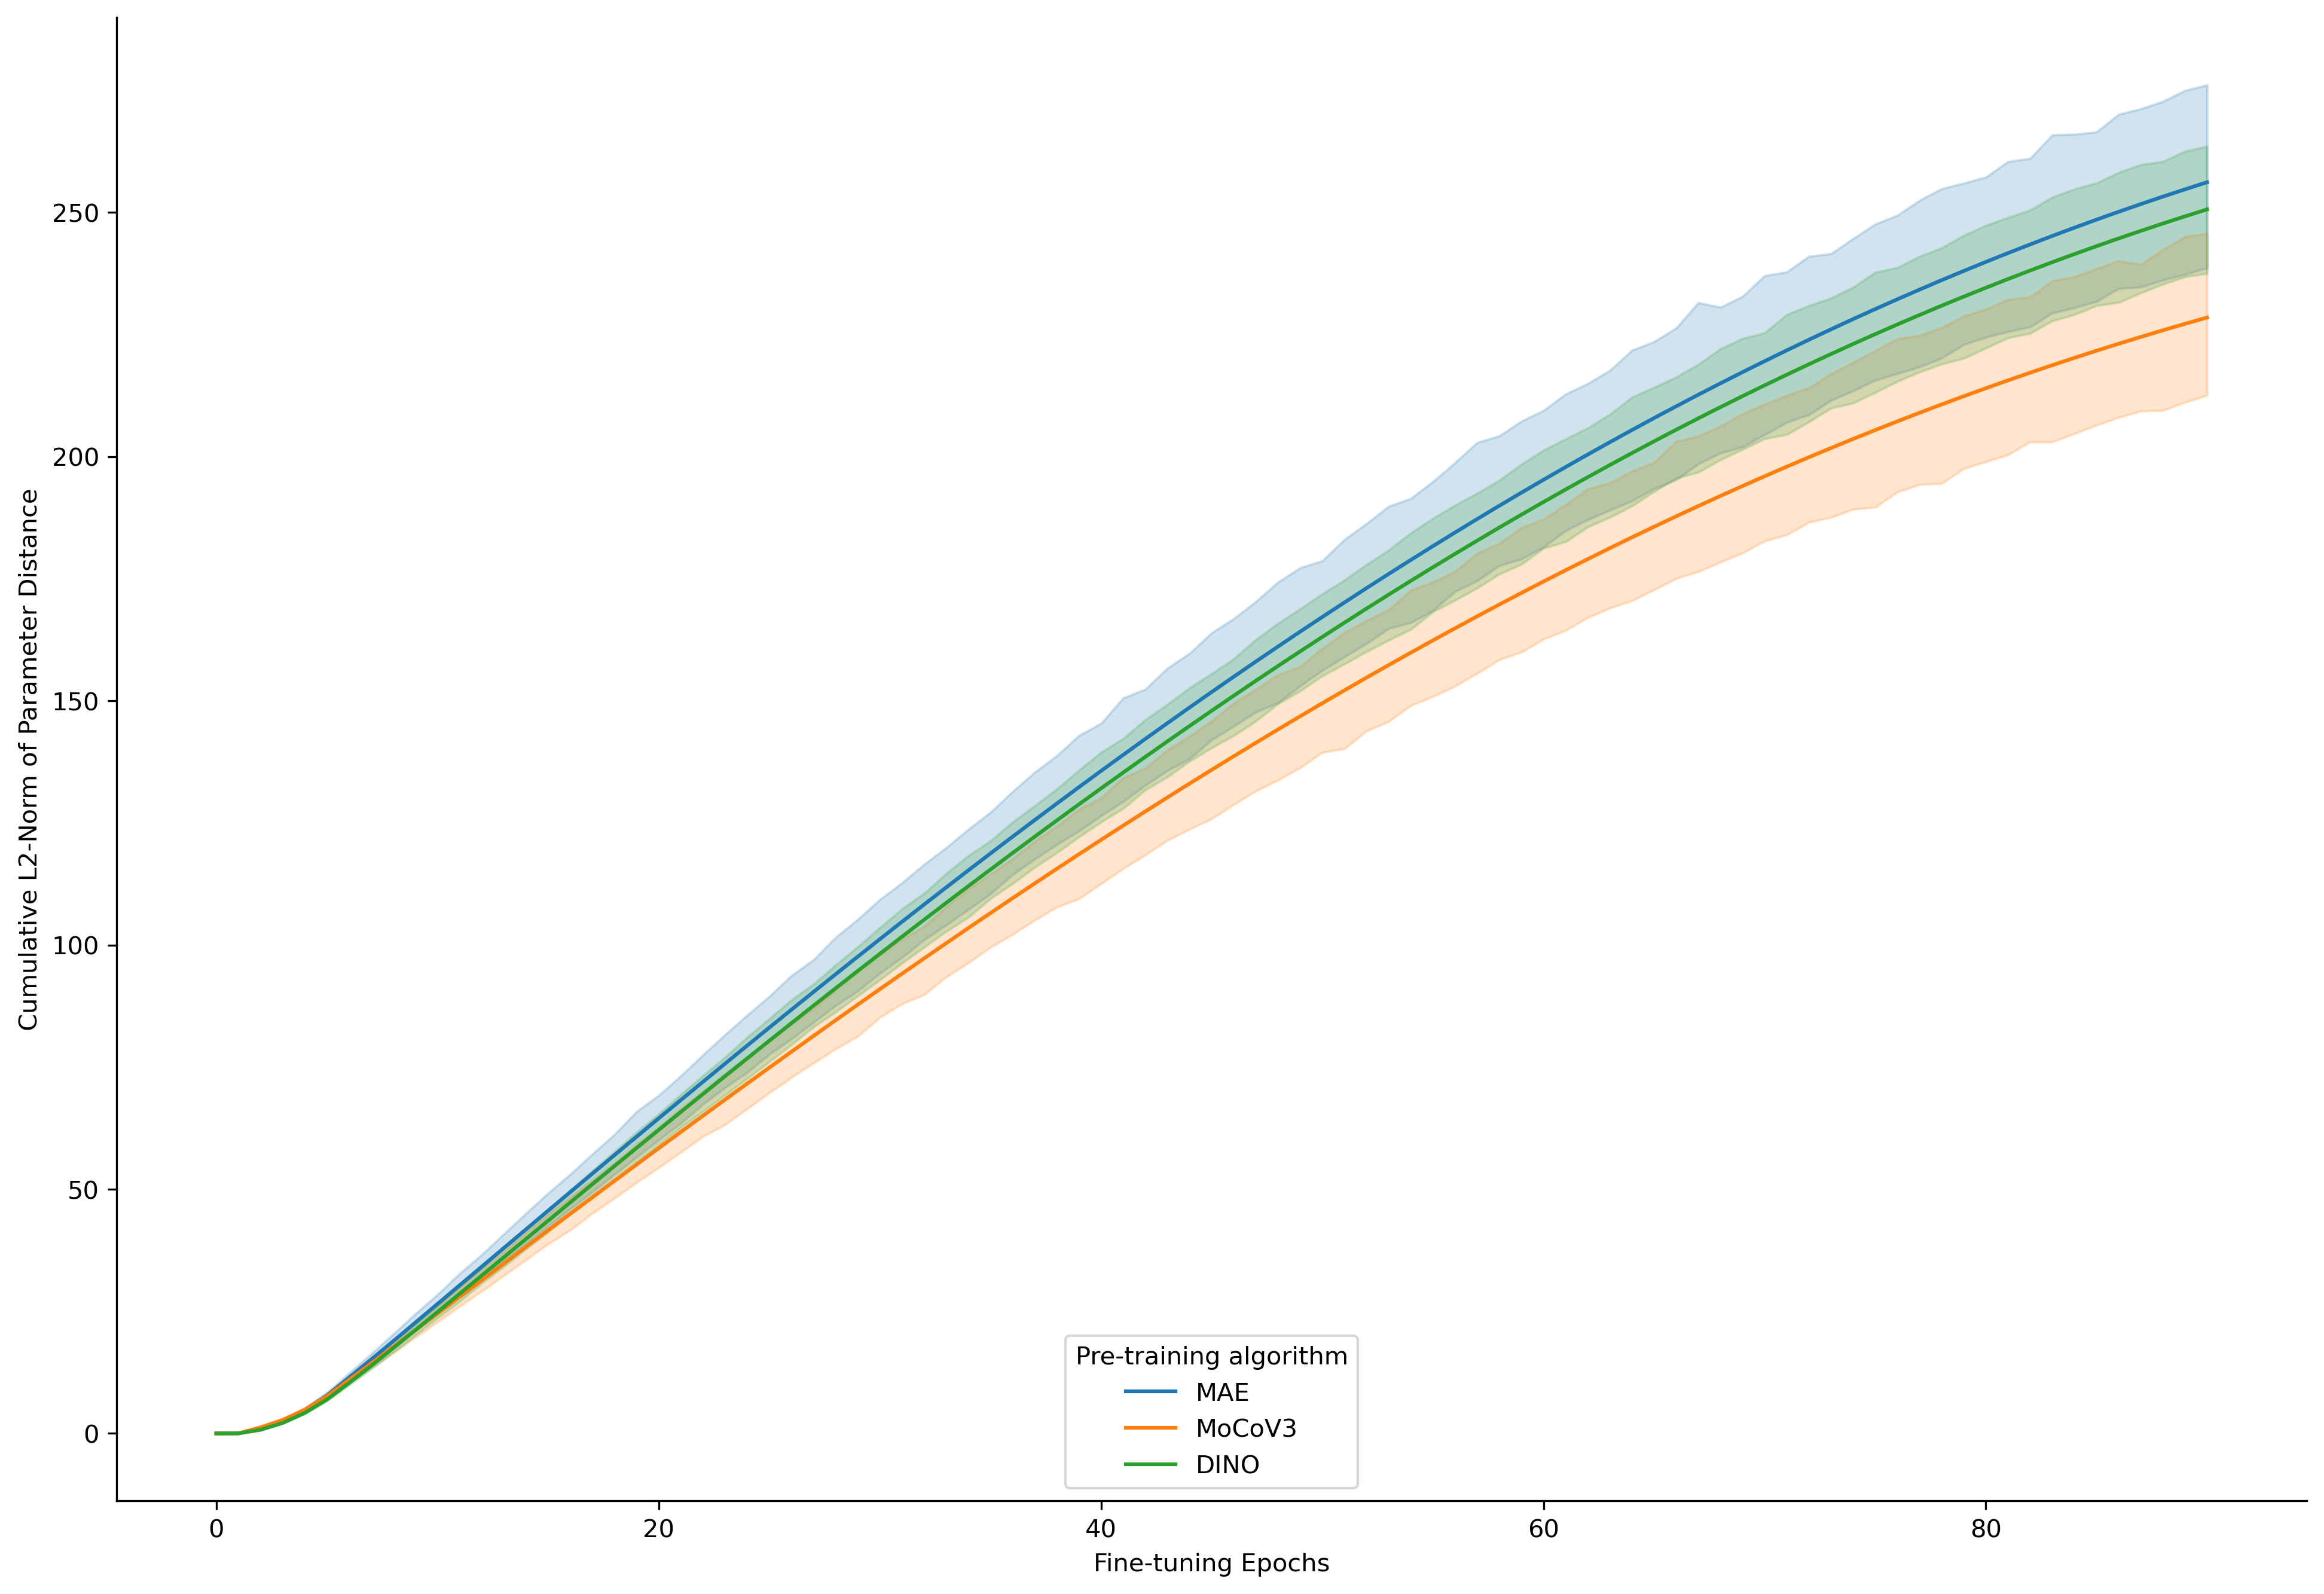 Cumulative L2-Norm of Parameter Distance
250
200
150
100
50
0
Pre-training algorithm
MAE
MoCoV3
DINO
0 20 40 60 80
Fine-tuning Epochs